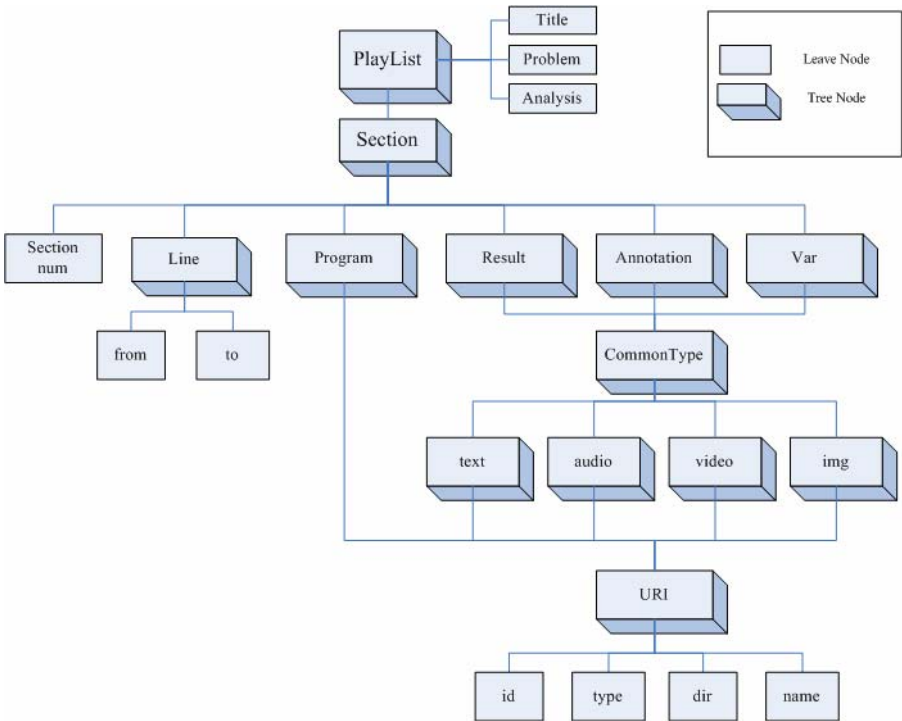 Title
PlayList
Problem
Analysis
Leave Node
Tree Node
Section
Section
num
Line
Program
Result
Annotation
Var
from
to
CommonType
text
audio
video
img
URI
id
type
dir
name